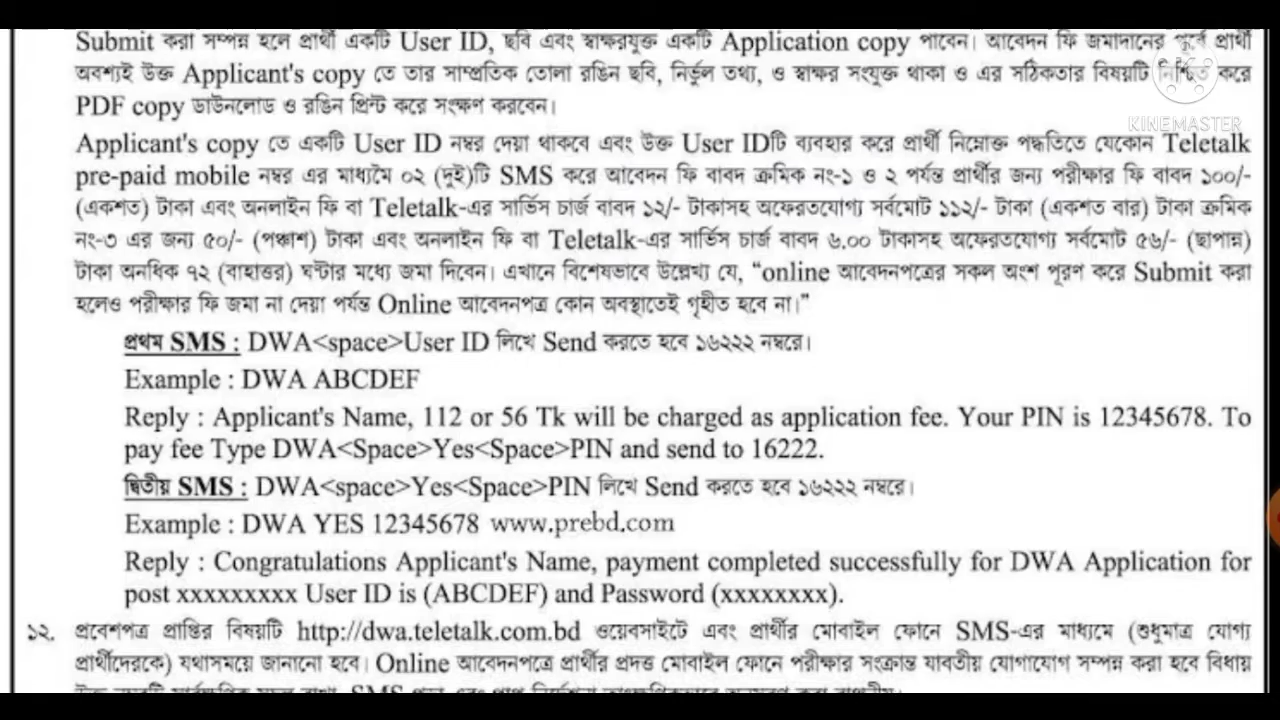 Submit করা সম্পন্ন হলে প্রার্থী একটি User ID, ছবি এবং স্বাক্ষরযুক্ত একটি Application copy পাবেন। আবেদন ফি জমাদানের পূর্বে প্রার্থী
অবশ্যই উক্ত Applicant's copy তে তার সাম্প্রতিক তোলা রঙিন ছবি, নির্ভুল তথ্য, ও স্বাক্ষর সংযুক্ত থাকা ও এর সঠিকতার বিষয়টি নিশ্চিত করে
PDF copy ডাউনলোড ও রঙিন প্রিন্ট করে সংক্ষণ করবেন।
KINEMASTER
Applicant's copy তে একটি User ID নম্বর দেয়া থাকবে এবং উক্ত User IDটি ব্যবহার করে প্রার্থী নিম্নোক্ত পদ্ধতিতে যেকোন Teletalk
pre-paid mobile নম্বর এর মাধ্যমৈ ০২ (দুই)টি SMS করে আবেদন ফি বাবদ ক্রমিক নং-১ ও ২ পর্যন্ত প্রার্থীর জন্য পরীক্ষার ফি বাবদ ১০০/-
(একশত) টাকা এবং অনলাইন ফি বা Teletalk-এর সার্ভিস চার্জ বাবদ ১২/- টাকাসহ অফেরতযোগ্য সর্বমোট ১১২/- টাকা (একশত বার) টাকা ক্রমিক
নং-৩ এর জন্য ৫০/- (পঞ্চাশ) টাকা এবং অনলাইন ফি বা Teletalk-এর সার্ভিস চার্জ বাবদ ৬.০০ টাকাসহ অফেরতযোগ্য সর্বমোট ৫৬/- (ছাপান্ন)
টাকা অনধিক ৭২ (বাহাত্তর) ঘন্টার মধ্যে জমা দিবেন। এখানে বিশেষভাবে উল্লেখ্য যে, “online আবেদনপত্রের সকল অংশ পূরণ করে Submit করা
হলেও পরীক্ষার ফি জমা না দেয়া পর্যন্ত Online আবেদনপত্র কোন অবস্থাতেই গৃহীত হবে না।”
প্রথম SMS : DWA<space>User ID লিখে Send করতে হবে ১৬২২২ নম্বরে।
Example : DWA ABCDEF
Reply : Applicant's Name, 112 or 56 Tk will be charged as application fee. Your PIN is 12345678. To
pay fee Type DWA<Space>Yes<Space>PIN and send to 16222.
দ্বিতীয় SMS : DWA<space>Yes<Space>PIN লিখে Send করতে হবে ১৬২২২ নম্বরে।
Example : DWA YES 12345678 www.prebd.com
Reply : Congratulations Applicant's Name, payment completed successfully for DWA Application for
post xxxxxxxxx User ID is (ABCDEF) and Password (xxxxxxxx).
১২. প্রবেশপত্র প্রাপ্তির বিষয়টি http://dwa.teletalk.com.bd ওয়েবসাইটে এবং প্রার্থীর মোবাইল ফোনে SMS-এর মাধ্যমে (শুধুমাত্র যোগ্য
প্রার্থীদেরকে) যথাসময়ে জানানো হবে। Online আবেদনপত্রে প্রার্থীর প্রদত্ত মোবাইল ফোনে পরীক্ষার সংক্রান্ত যাবতীয় যোগাযোগ সম্পন্ন করা হবে বিধায়